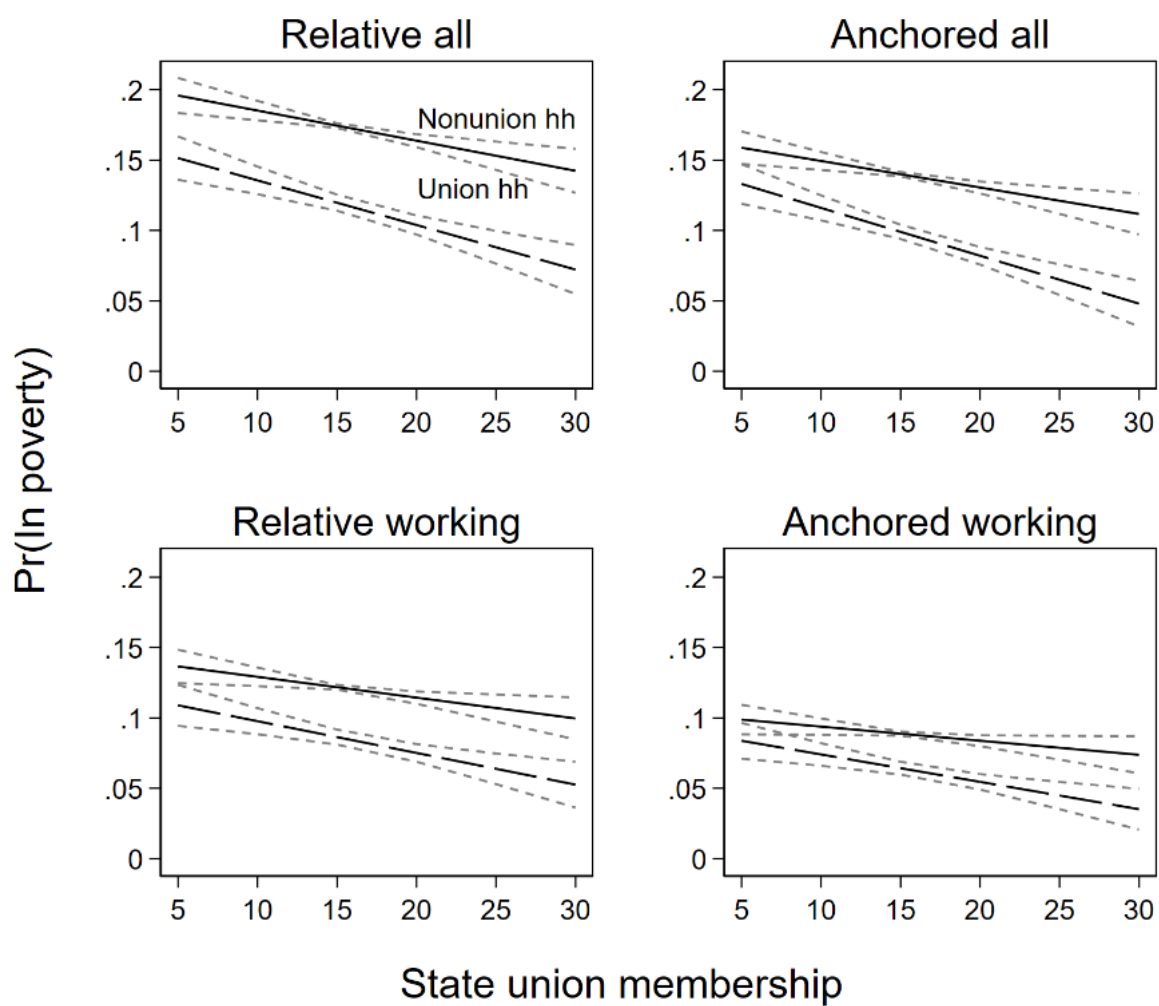 Relative all
Anchored all
.2
.15
.1
.05
0
Nonunion hh
Union hh
5 10 15 20 25 30
.2
.15
.1
.05
0
5 10 15 20 25 30
Pr(In poverty)
Relative working
Anchored working
.2
.15
.1
.05
0
5 10 15 20 25 30
.2
.15
.1
.05
0
5 10 15 20 25 30
State union membership